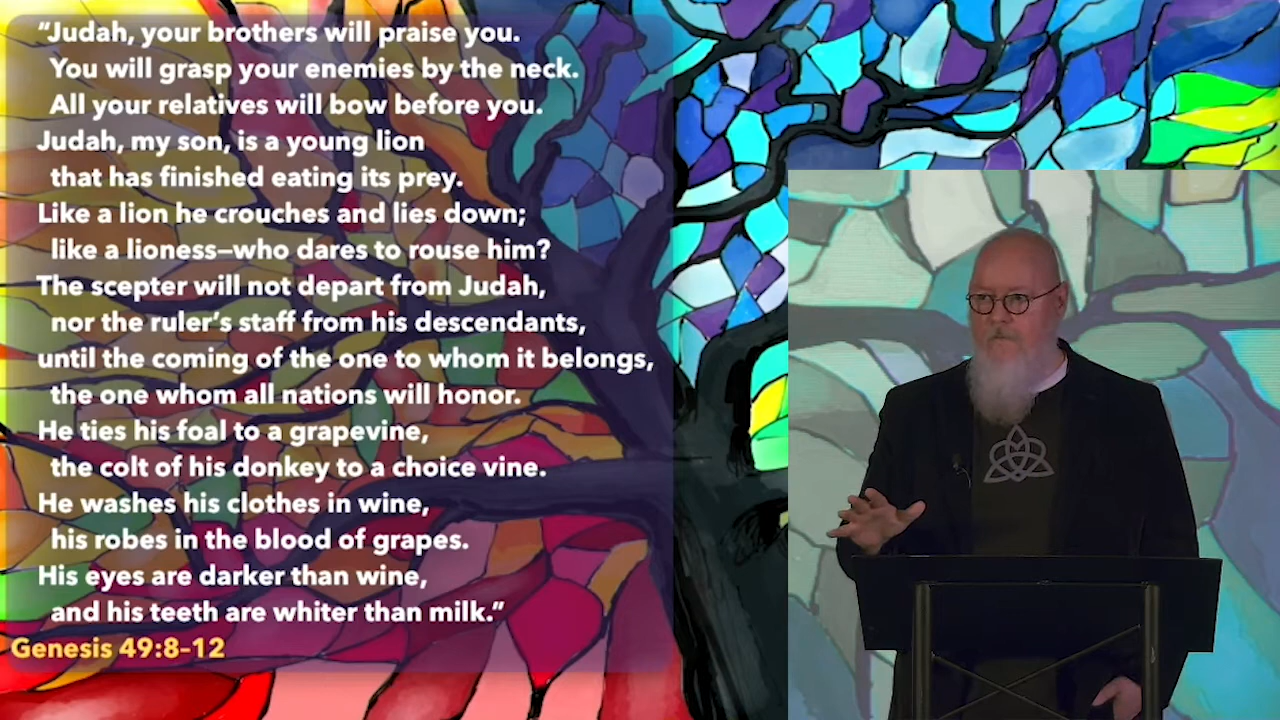 “Judah, your brothers will praise you.
You will grasp your enemies by the neck.
All your relatives will bow before you.
Judah, my son, is a young lion
that has finished eating its prey.
Like a lion he crouches and lies down;
like a lioness—who dares to rouse him?
The scepter will not depart from Judah,
nor the ruler’s staff from his descendants,
until the coming of the one to whom it belongs,
the one whom all nations will honor.
He ties his foal to a grapevine,
the colt of his donkey to a choice vine.
He washes his clothes in wine,
his robes in the blood of grapes.
His eyes are darker than wine,
and his teeth are whiter than milk.”
Genesis 49:8–12